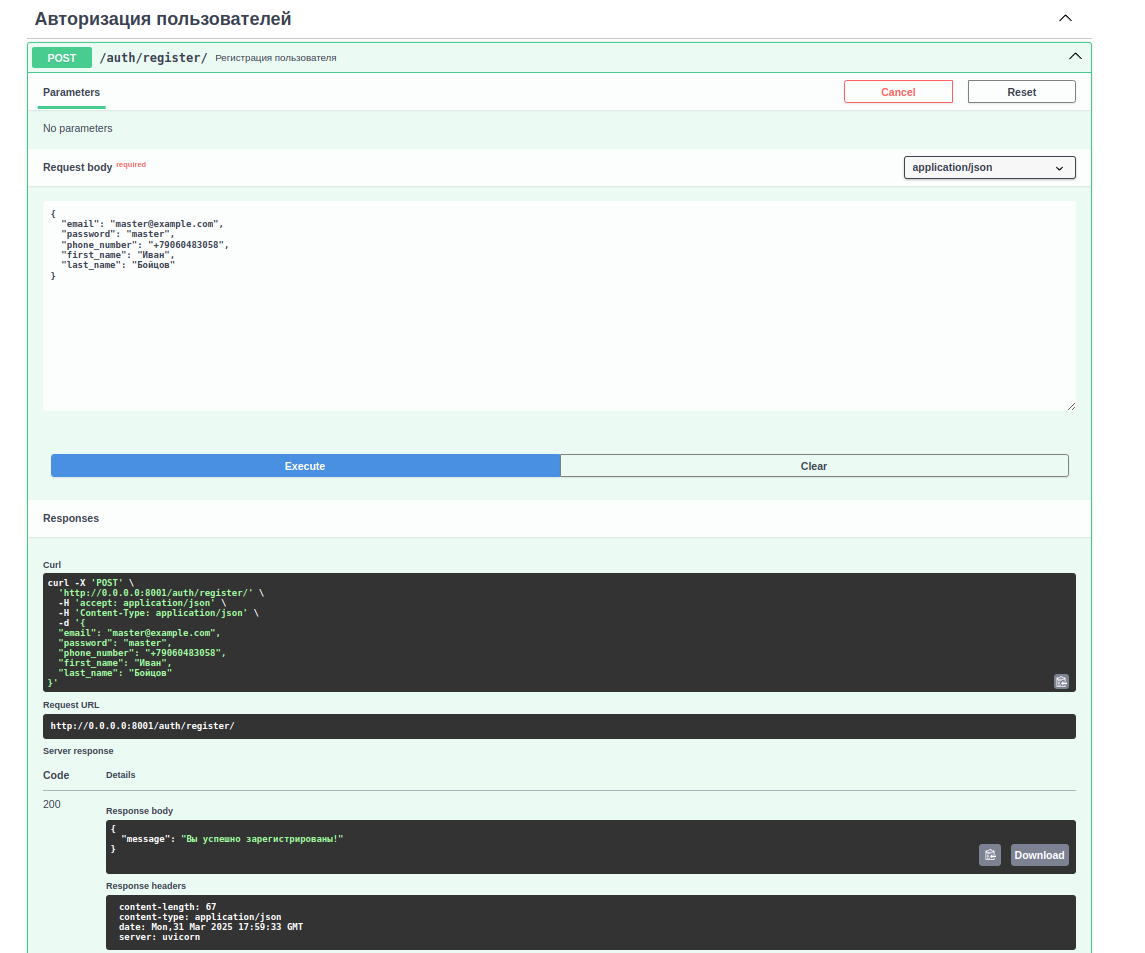 Авторизация пользователей
POST /auth/register/ Регистрация пользователя
Parameters
Cancel
Reset
No parameters
Request body required
application/json
{
  "email": "master@example.com",
  "password": "master",
  "phone_number": "+79060483058",
  "first_name": "Иван",
  "last_name": "Бойцов"
}
Execute
Clear
Responses
Curl
curl -X 'POST' \
  'http://0.0.0.0:8001/auth/register/' \
  -H 'accept: application/json' \
  -H 'Content-Type: application/json' \
  -d '{
  "email": "master@example.com",
  "password": "master",
  "phone_number": "+79060483058",
  "first_name": "Иван",
  "last_name": "Бойцов"
}'
Request URL
http://0.0.0.0:8001/auth/register/
Server response
Code Details
200
Response body
{
  "message": "Вы успешно зарегистрированы!"
}
Download
Response headers
content-length: 67
content-type: application/json
date: Mon,31 Mar 2025 17:59:33 GMT
server: uvicorn